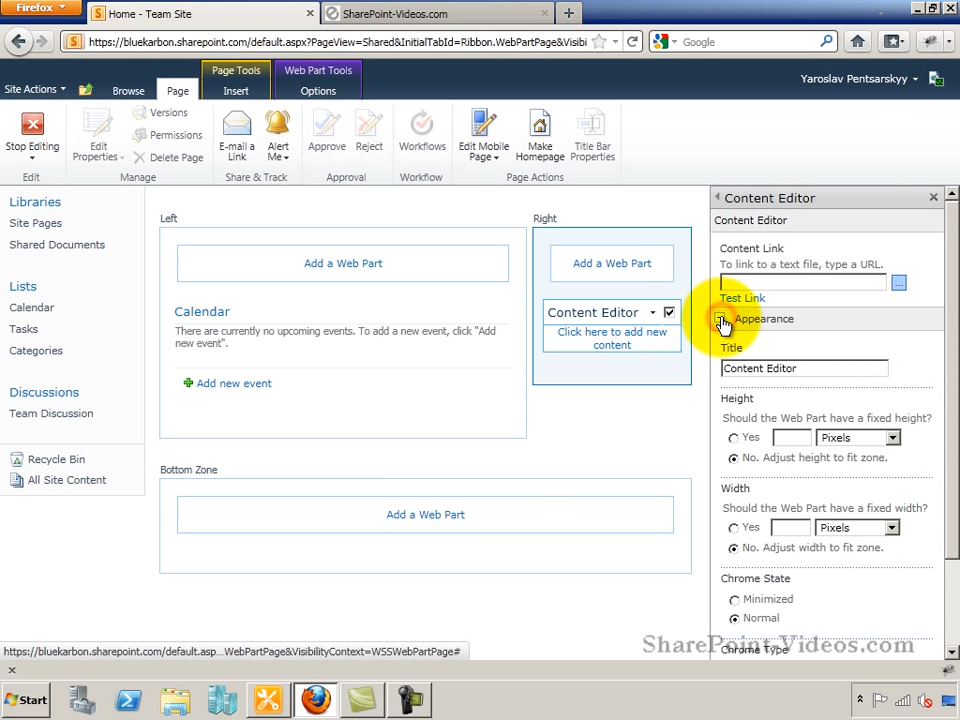 Firefox
Home - Team Site
SharePoint-Videos.com
https://bluekarbon.sharepoint.com/default.aspx?PageView=Shared&InitialTabId=Ribbon.WebPartPage&Visibi
Google
Site Actions
Browse
Page
Page Tools
Insert
Web Part Tools
Options
Yaroslav Pentsarskyy
Stop Editing
Edit Properties
Versions
Permissions
Delete Page
E-mail a Link
Alert Me
Approve
Reject
Workflows
Edit Mobile Page
Make Homepage
Title Bar Properties
Edit
Manage
Share & Track
Approval
Workflow
Page Actions
Libraries
Site Pages
Shared Documents
Lists
Calendar
Tasks
Categories
Discussions
Team Discussion
Recycle Bin
All Site Content
Left
Add a Web Part
Calendar
There are currently no upcoming events. To add a new event, click "Add
new event".
Add new event
Right
Add a Web Part
Content Editor
Click here to add new
content
Bottom Zone
Add a Web Part
Content Editor
Content Editor
Content Link
To link to a text file, type a URL.
...
Test Link
Appearance
Title
Content Editor
Height
Should the Web Part have a fixed height?
Yes
Pixels
No. Adjust height to fit zone.
Width
Should the Web Part have a fixed width?
Yes
Pixels
No. Adjust width to fit zone.
Chrome State
Minimized
Normal
Chrome Type
SharePoint-Videos.com
https://bluekarbon.sharepoint.com/default.asp...WebPartPage&VisibilityContext=WSSWebPartPage#
Start